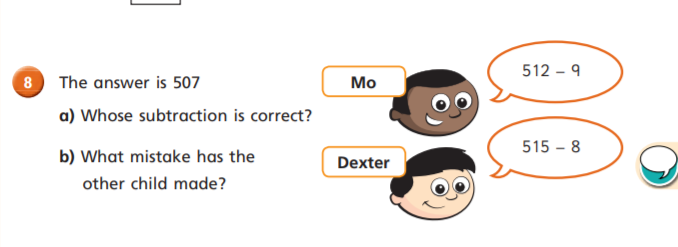 8 The answer is 507
a) Whose subtraction is correct?
b) What mistake has the
other child made?
Mo
512 – 9
Dexter
515 – 8